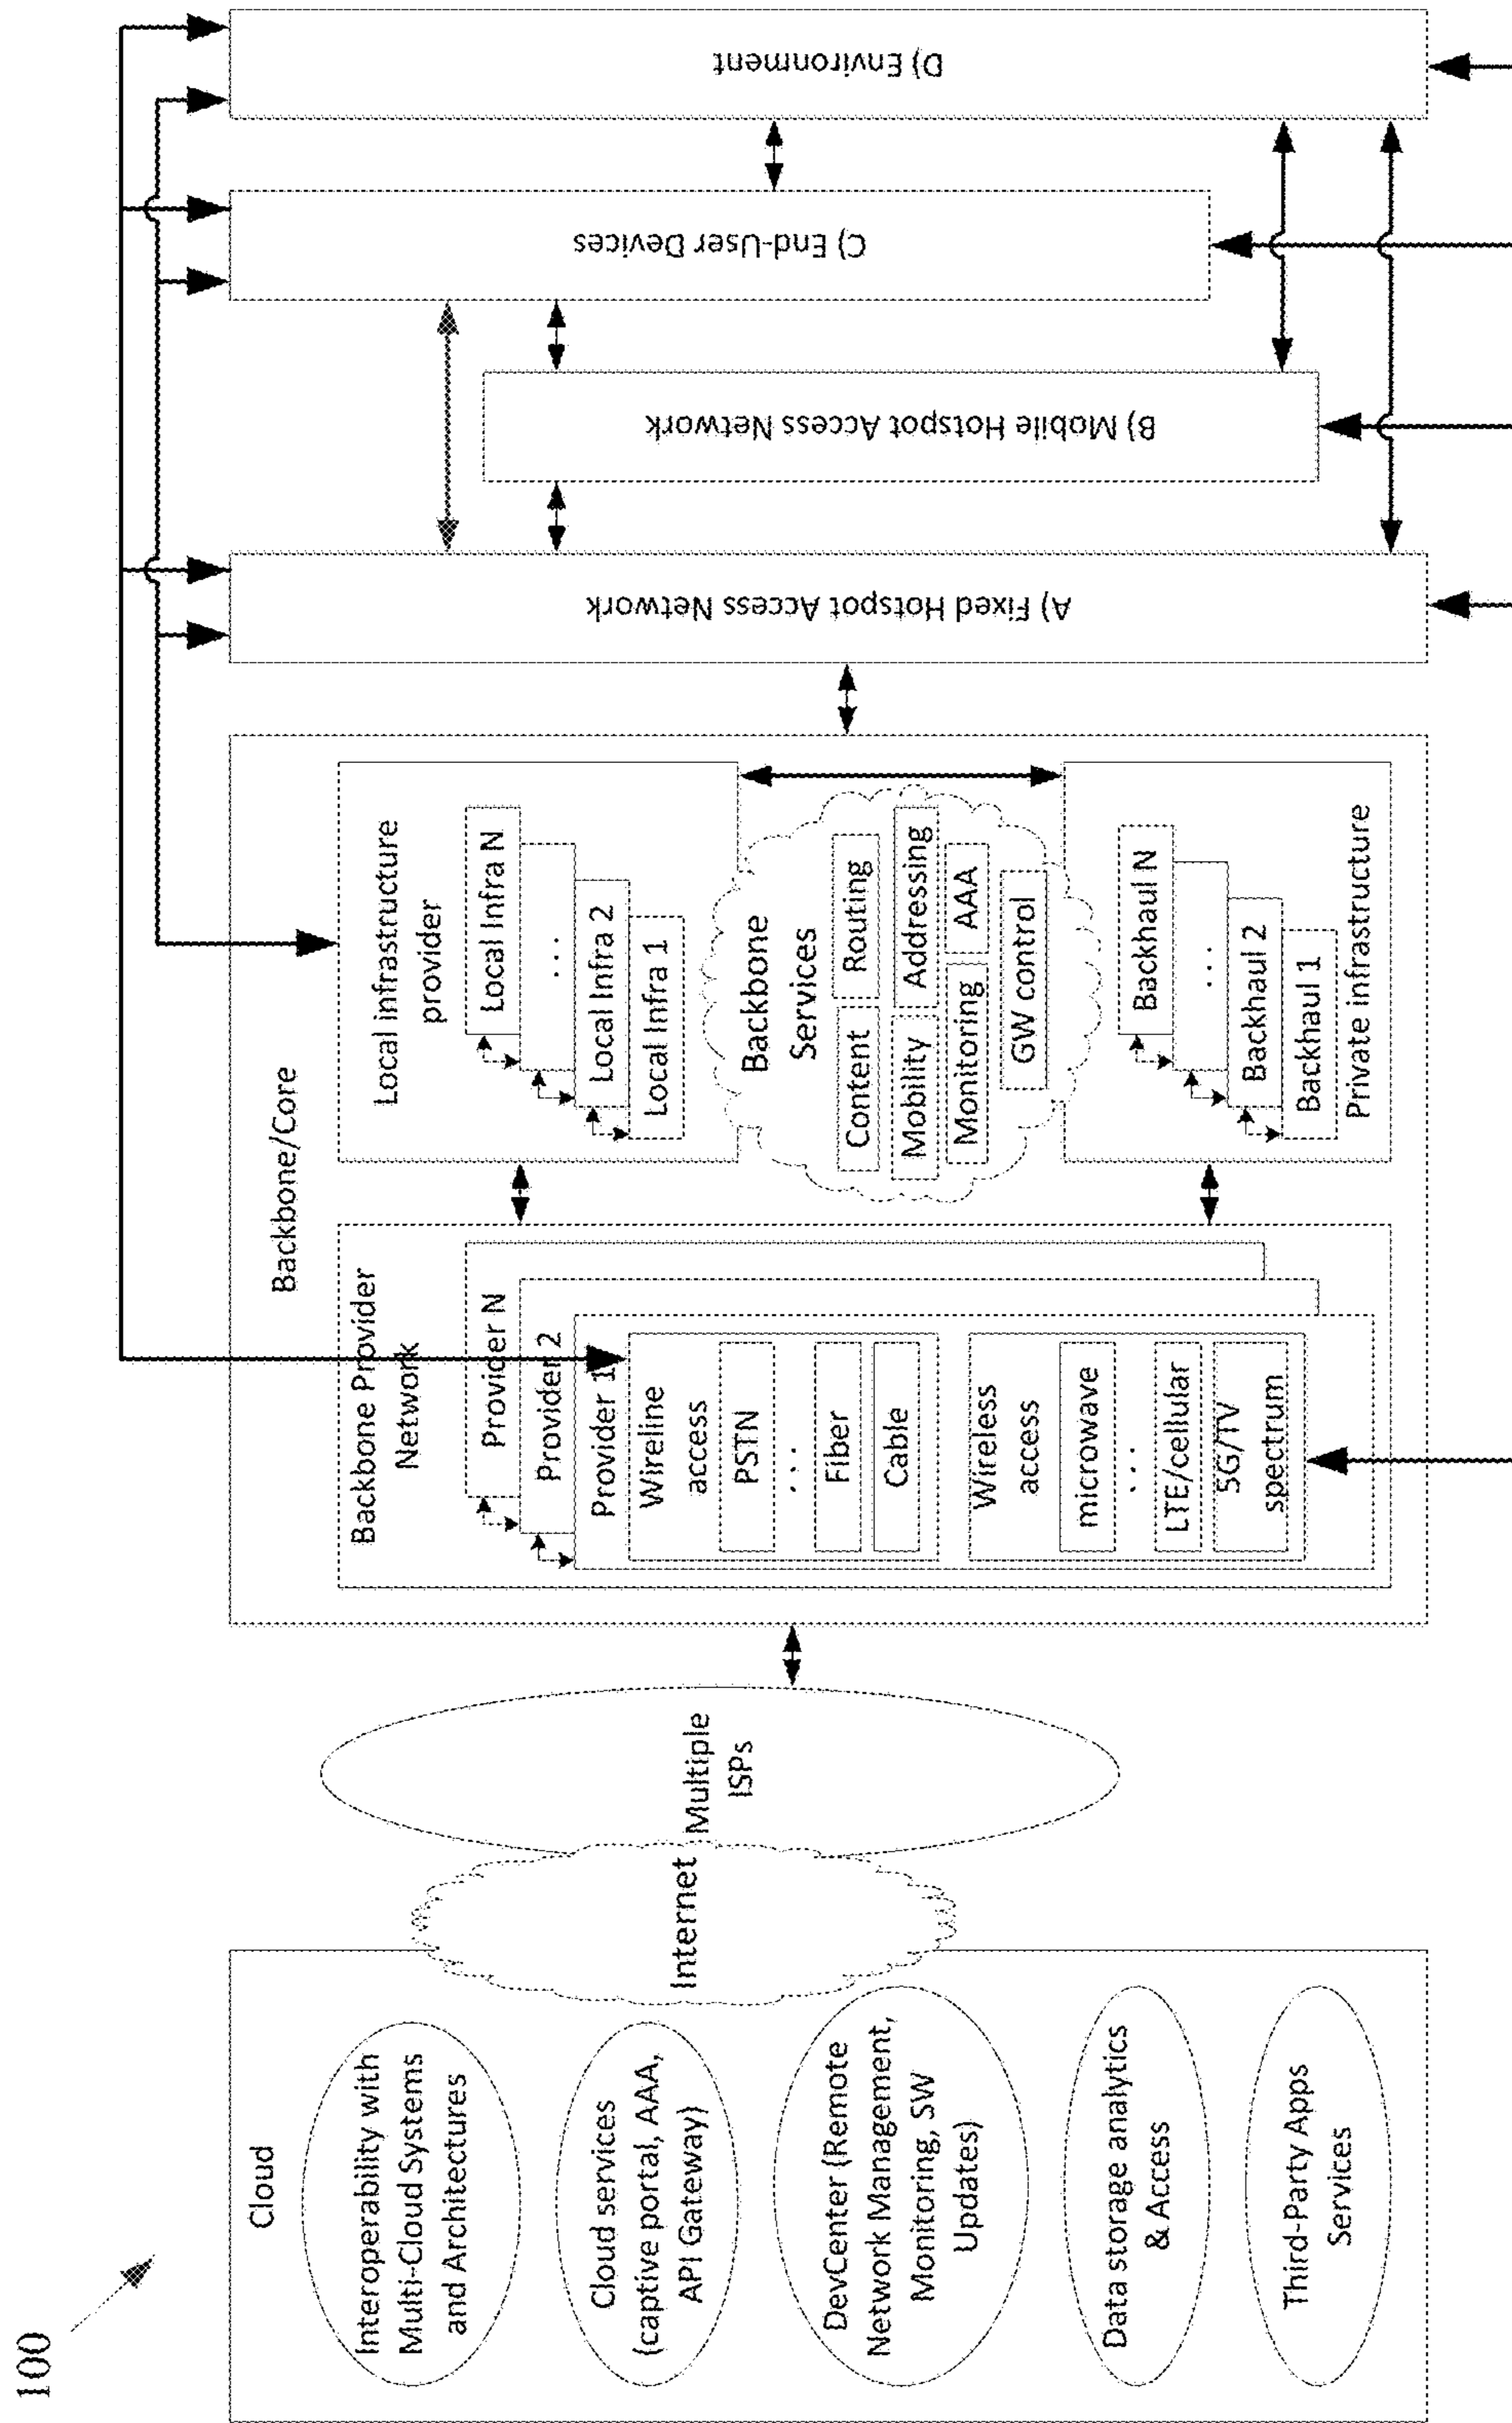 100
Cloud
Interoperability with
Multi-Cloud Systems
and Architectures
Cloud services
(captive portal, AAA,
API Gateway)
DevCenter (Remote
Network Management,
Monitoring, SW
Updates)
Data storage analytics
& Access
Third-Party Apps
Services
Internet
Multiple
ISPs
Backbone/Core
Backbone Provider
Network
Provider N
Provider 2
Provider 1
Wireline
access
PSTN
...
Fiber
Cable
Wireless
access
microwave
...
LTE/cellular
5G/TV
spectrum
Local infrastructure
provider
Local Infra N
...
Local Infra 2
Local Infra 1
Backbone
Services
Content
Routing
Mobility
Addressing
Monitoring
AAA
GW control
Backhaul N
...
Backhaul 2
Backhaul 1
Private infrastructure
A) Fixed Hotspot Access Network
B) Mobile Hotspot Access Network
C) End-User Devices
D) Environment